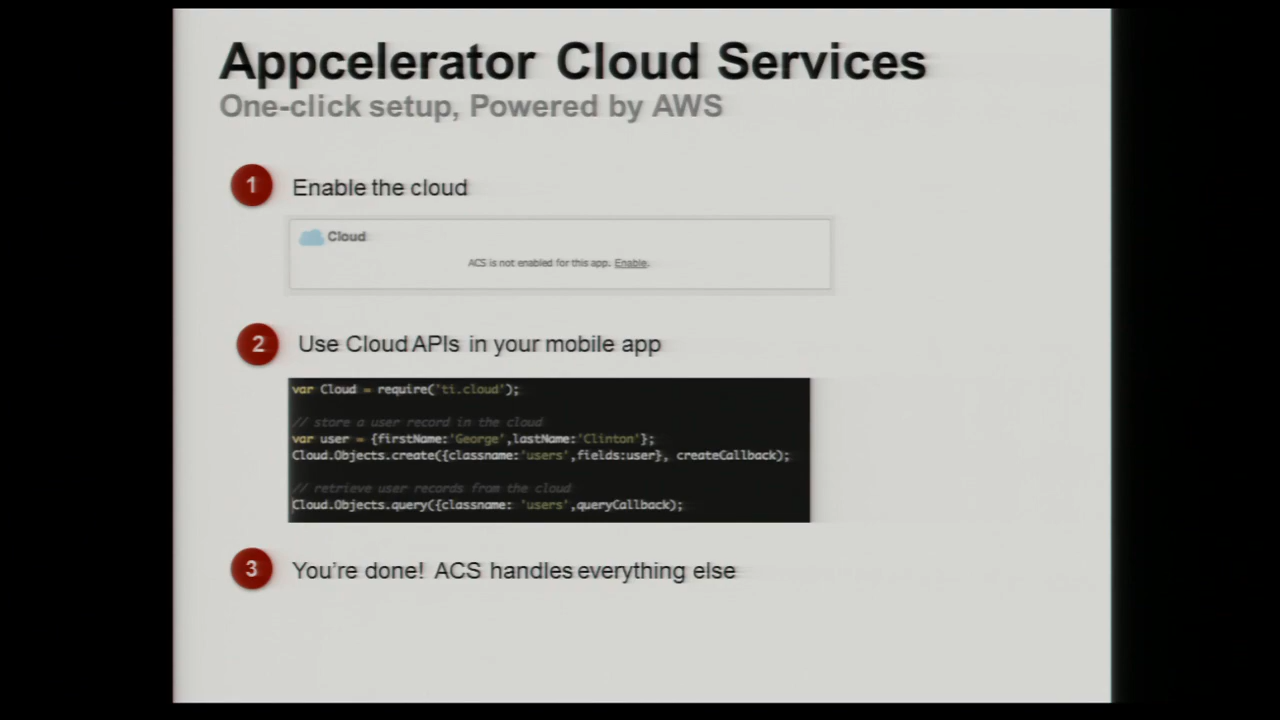 Appcelerator Cloud Services
One-click setup, Powered by AWS
1 Enable the cloud
Cloud
ACS is not enabled for this app. Enable.
2 Use Cloud APIs in your mobile app
var Cloud = require('ti.cloud');
// store a user record in the cloud
var user = {firstName:'George',lastName:'Clinton'};
Cloud.Objects.create({classname:'users',fields:user}, createCallback);
// retrieve user records from the cloud
Cloud.Objects.query({classname: 'users',queryCallback);
3 You're done! ACS handles everything else